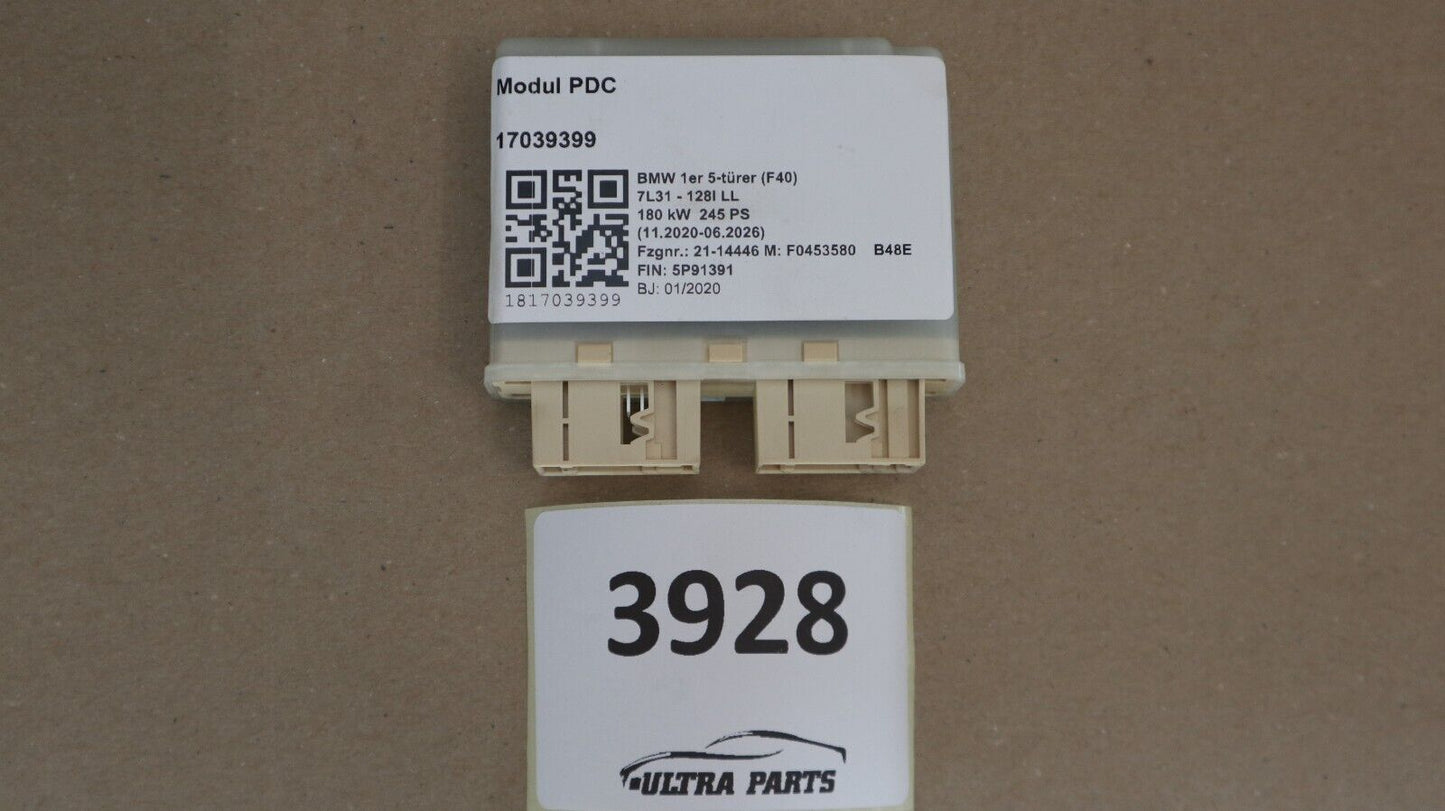 Modul PDC
17039399
BMW 1er 5-türer (F40)
7L31 - 128I LL
180 kW 245 PS
(11.2020-06.2026)
Fzgnr.: 21-14446 M: F0453580 B48E
FIN: 5P91391
BJ: 01/2020
1817039399
3928
ULTRA PARTS